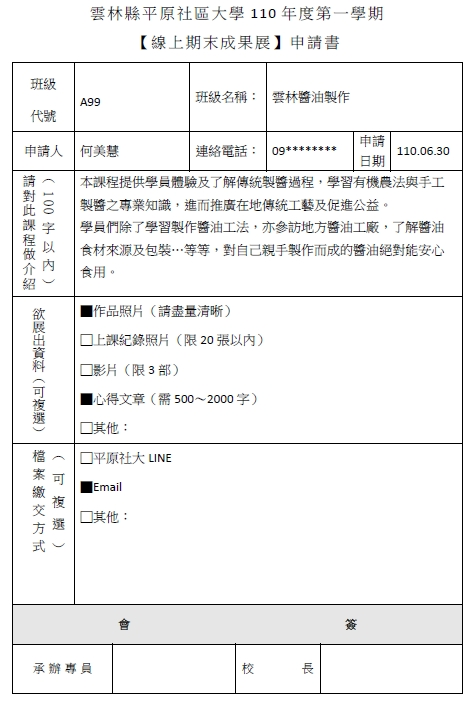 雲林縣平原社區大學 110 年度第一學期
【線上期末成果展】申請書
班級
代號
A99
班級名稱：
雲林醬油製作
申請人
何美慧
連絡電話：
09********
申請
日期
110.06.30
請對此課程做介紹
（100字以內）
本課程提供學員體驗及了解傳統製醬過程，學習有機農法與手工
製醬之專業知識，進而推廣在地傳統工藝及促進公益。
學員們除了學習製作醬油工法，亦參訪地方醬油工廠，了解醬油
食材來源及包裝⋯等等，對自己親手製作而成的醬油絕對能安心
食用。
欲展出資料（可複選）
■作品照片（請盡量清晰）
□上課紀錄照片（限 20 張以內）
□影片（限 3 部）
■心得文章（需 500～2000 字）
□其他：
檔案繳交方式
（可複選）
□平原社大 LINE
■Email
□其他：
會 簽
承辦專員
校 長